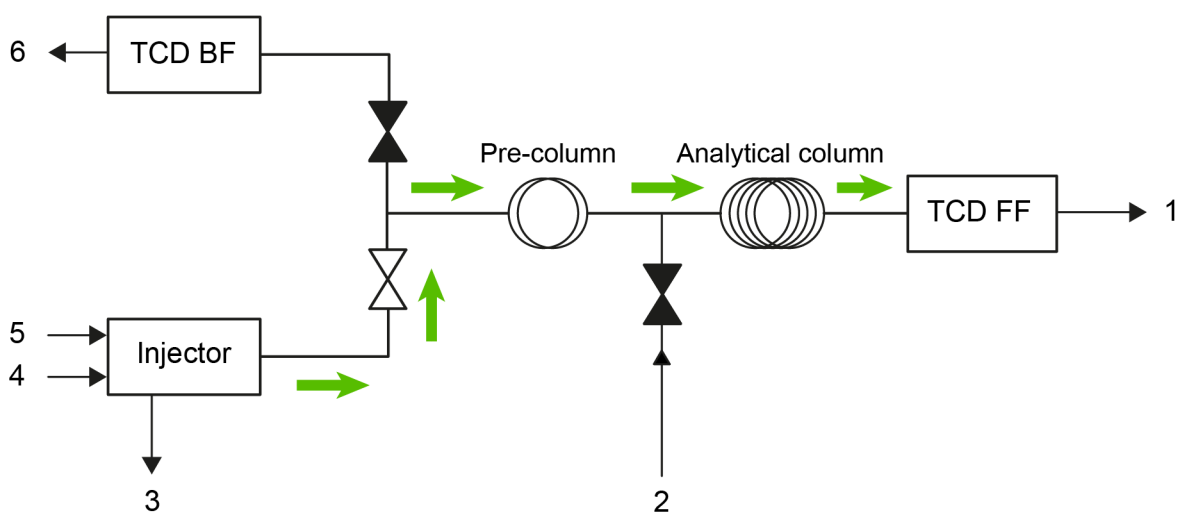 6
TCD BF
Pre-column
Analytical column
TCD FF
1
5
Injector
4
3
2